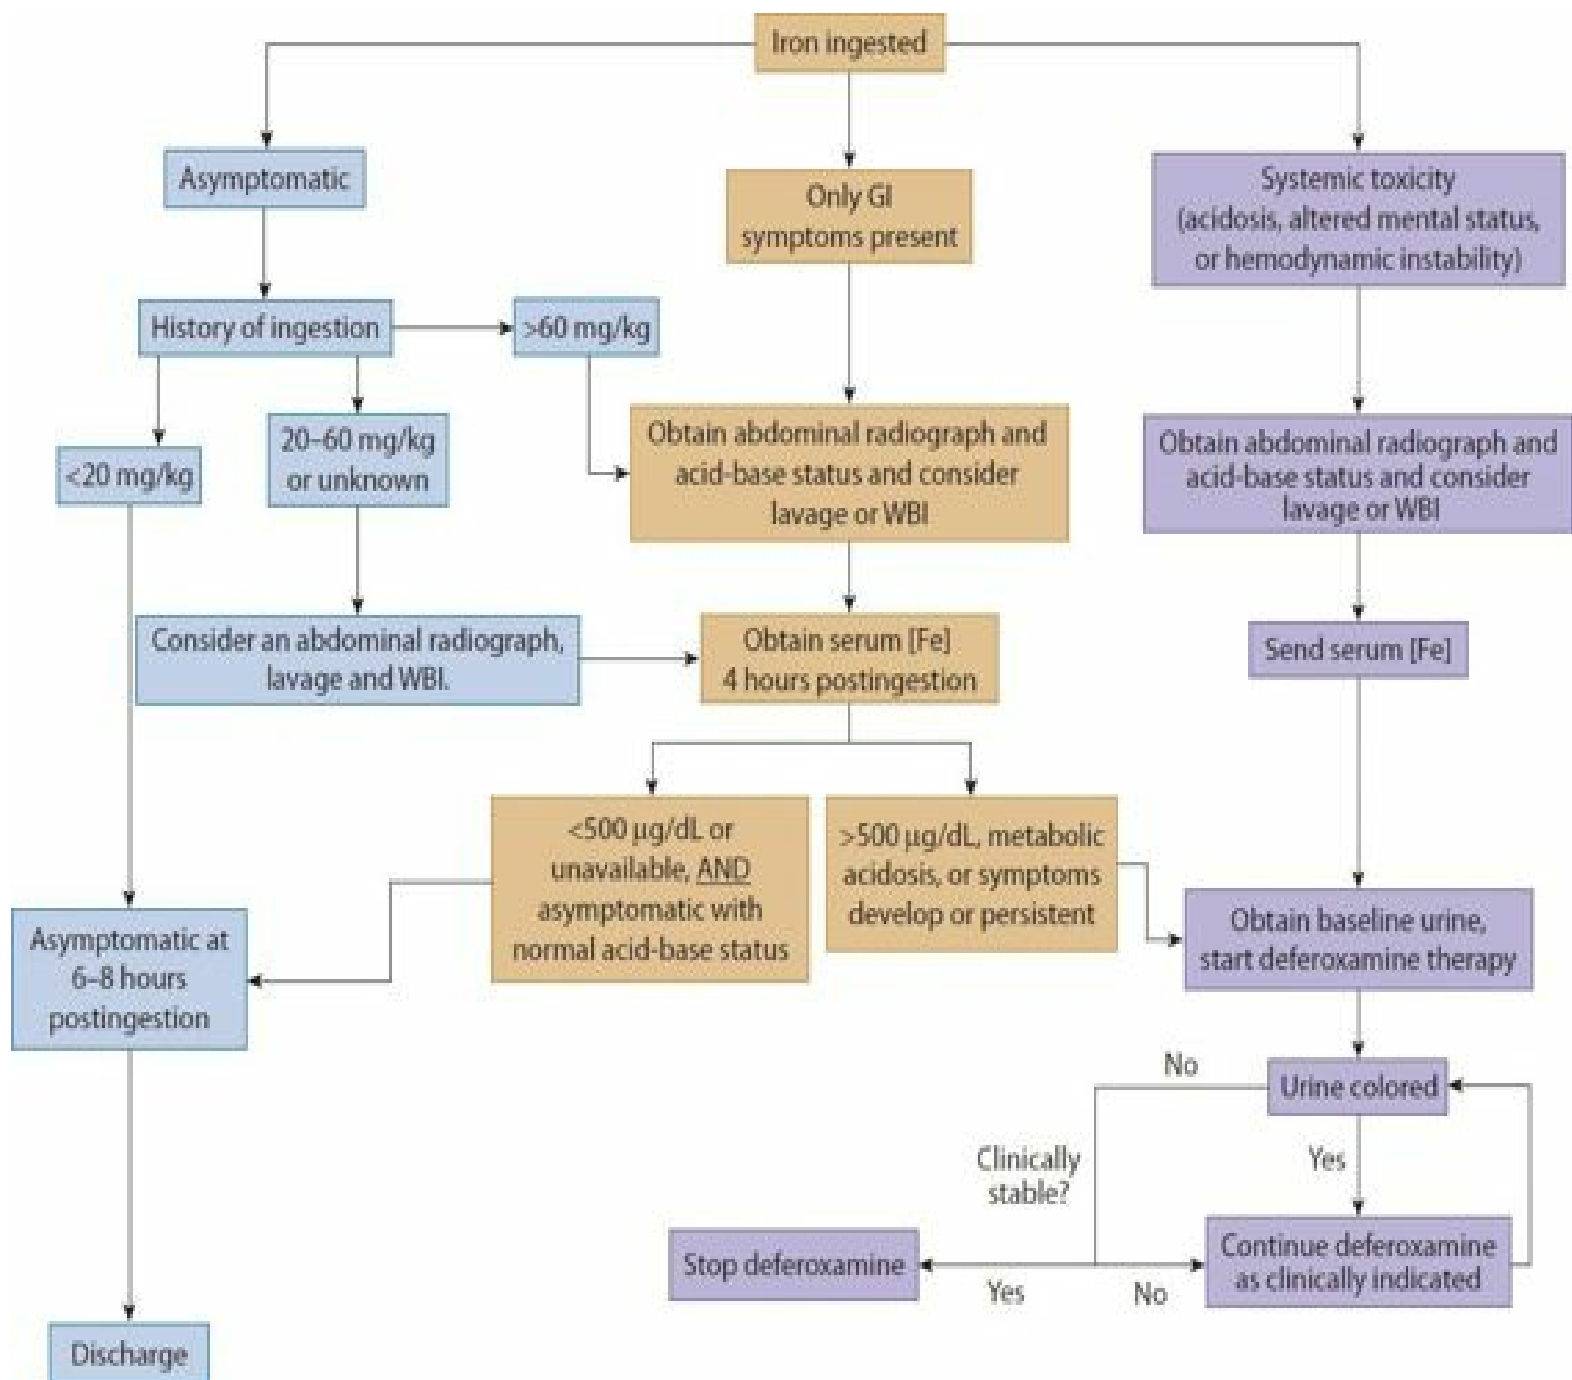 Iron ingested
Asymptomatic
Only GI
symptoms present
Systemic toxicity
(acidosis, altered mental status,
or hemodynamic instability)
History of ingestion
>60 mg/kg
<20 mg/kg
20–60 mg/kg
or unknown
Obtain abdominal radiograph and
acid-base status and consider
lavage or WBI
Obtain abdominal radiograph and
acid-base status and consider
lavage or WBI
Consider an abdominal radiograph,
lavage and WBI.
Obtain serum [Fe]
4 hours postingestion
Send serum [Fe]
<500 µg/dL or
unavailable, AND
asymptomatic with
normal acid-base status
>500 µg/dL, metabolic
acidosis, or symptoms
develop or persistent
Asymptomatic at
6–8 hours
postingestion
Obtain baseline urine,
start deferoxamine therapy
No
Urine colored
Clinically
stable?
Yes
Stop deferoxamine
Continue deferoxamine
as clinically indicated
Yes
No
Discharge